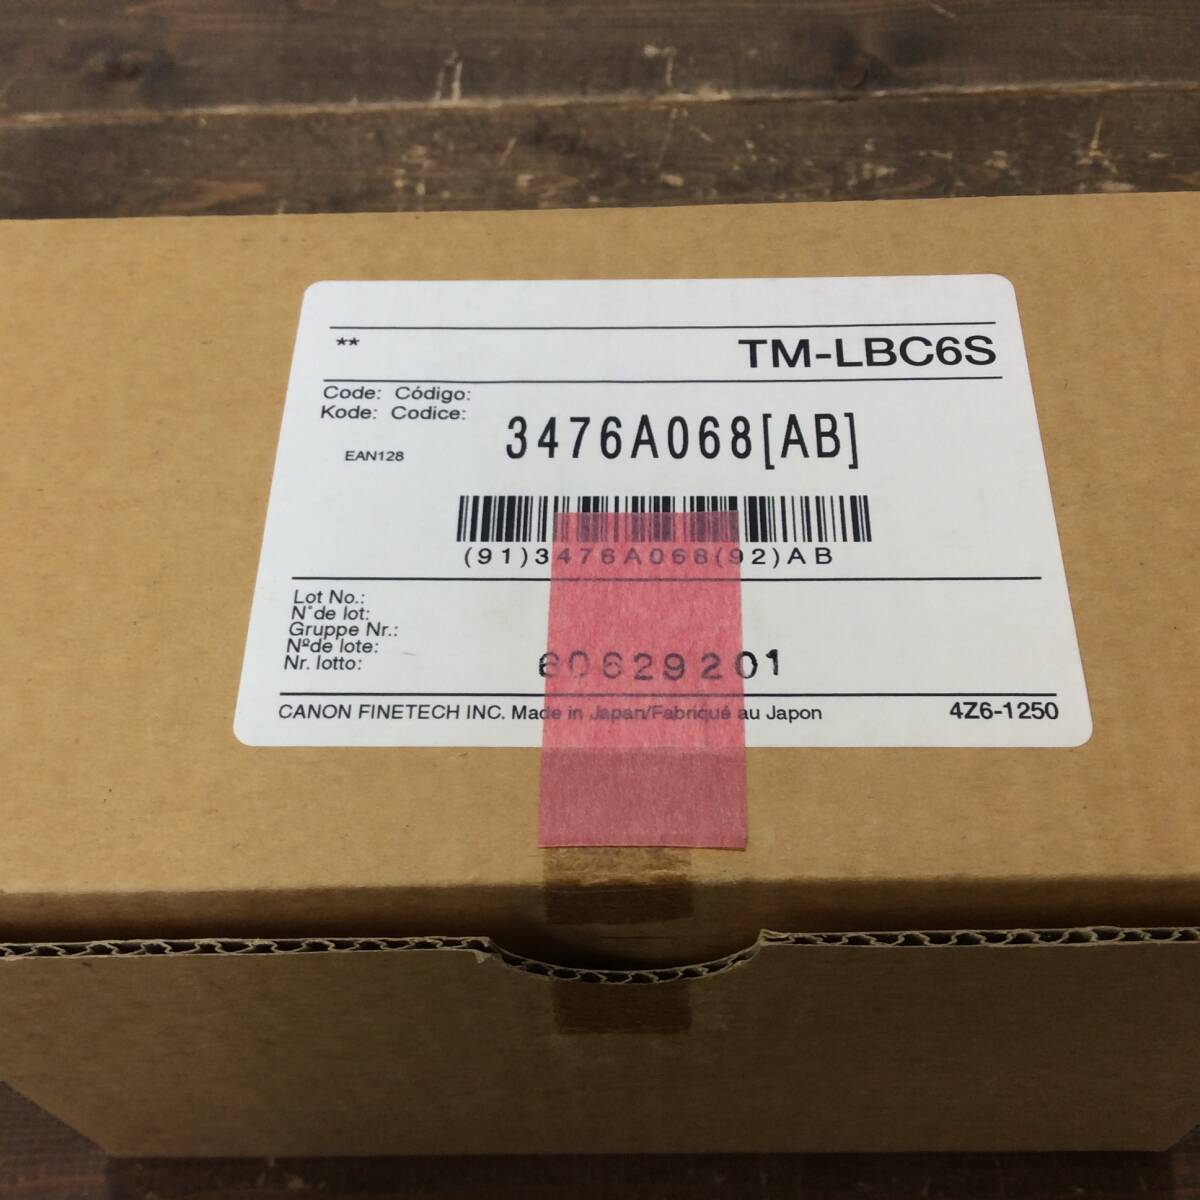 ** TM-LBC6S
Code: Código:
Kode: Codice:
3476A068[AB]
EAN128
(91)3476A068(92)AB
Lot No.:
N°de lot:
Gruppe Nr.:
Nºde lote:
Nr. lotto:
60629201
CANON FINETECH INC. Made in Japan/Fabriqué au Japon 4Z6-1250